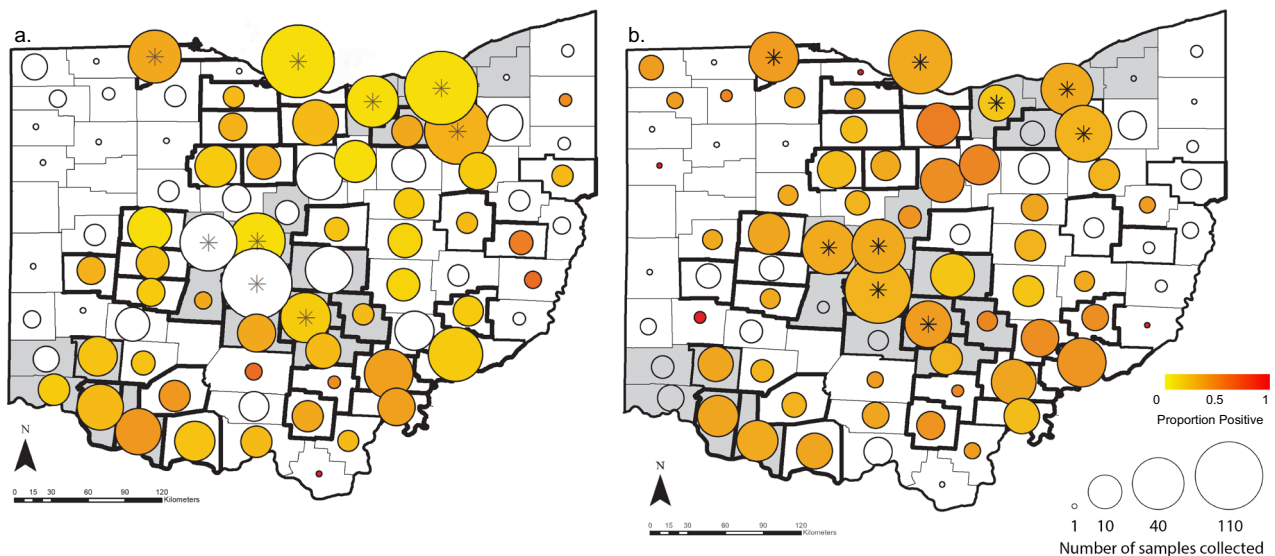 a.
b.
N
0 15 30 60 90 120
Kilometers
N
0 15 30 60 90 120
Kilometers
0 0.5 1
Proportion Positive
1 10 40 110
Number of samples collected